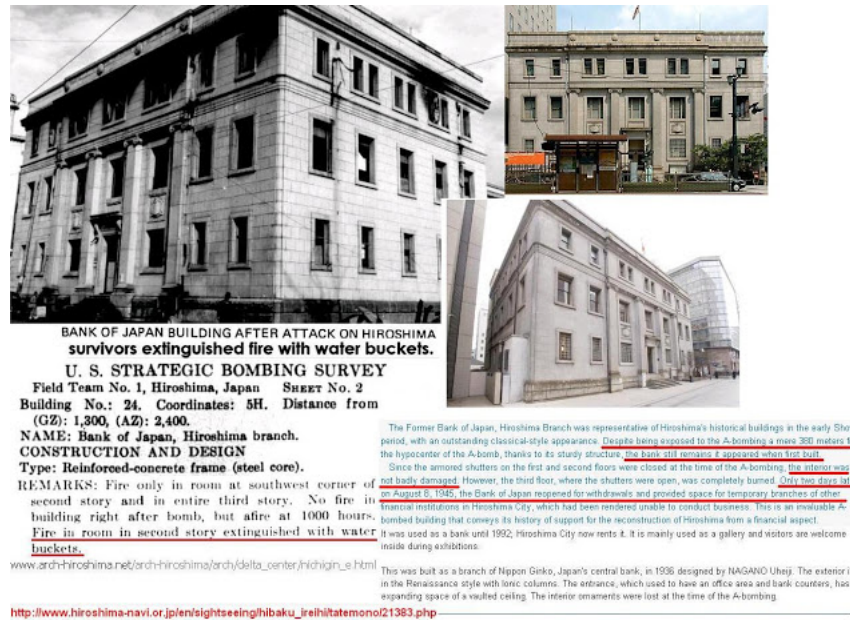 BANK OF JAPAN BUILDING AFTER ATTACK ON HIROSHIMA
survivors extinguished fire with water buckets.
U. S. STRATEGIC BOMBING SURVEY
Field Team No. 1, Hiroshima, Japan SHEET No. 2
Building No.: 24. Coordinates: 5H. Distance from
(GZ): 1,300, (AZ): 2,400.
NAME: Bank of Japan, Hiroshima branch.
CONSTRUCTION AND DESIGN
Type: Reinforced-concrete frame (steel core).
REMARKS: Fire only in room at southwest corner of
second story and in entire third story. No fire in
building right after bomb, but afire at 1000 hours.
Fire in room in second story extinguished with water
buckets.
www.arch-hiroshima.net/arch-hiroshima/arch/delta_center/nichigin_e.html
The Former Bank of Japan, Hiroshima Branch was representative of Hiroshima's historical buildings in the early Sho
period, with an outstanding classical-style appearance. Despite being exposed to the A-bombing a mere 380 meters f
the hypocenter of the A-bomb, thanks to its sturdy structure, the bank still remains it appeared when first built.
Since the armored shutters on the first and second floors were closed at the time of the A-bombing, the interior was
not badly damaged. However, the third floor, where the shutters were open, was completely burned. Only two days lat
on August 8, 1945, the Bank of Japan reopened for withdrawals and provided space for temporary branches of other
financial institutions in Hiroshima City, which had been rendered unable to conduct business. This is an invaluable A-
bombed building that conveys its history of support for the reconstruction of Hiroshima from a financial aspect.
It was used as a bank until 1992; Hiroshima City now rents it. It is mainly used as a gallery and visitors are welcome
inside during exhibitions.
This was built as a branch of Nippon Ginko, Japan's central bank, in 1936 designed by NAGANO Uheiji. The exterior i
in the Renaissance style with Ionic columns. The entrance, which used to have an office area and bank counters, has
expanding space of a vaulted ceiling. The interior ornaments were lost at the time of the A-bombing.
http://www.hiroshima-navi.or.jp/en/sightseeing/hibaku_ireihi/tatemono/21383.php